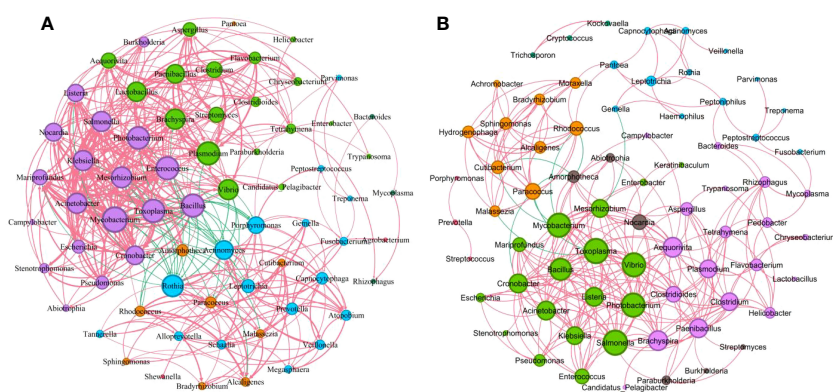 A
Pantoea
Aspergillus
Burkholderia
Helicobacter
Aequorivita
Flavobacterium
Paenibacillus
Clostridium
Parvimonas
Listeria
Chryseobacterium
Lactobacillus
Clostridioides
Salmonella
Streptomyces
Bacteroides
Brachyspira
Enterobacter
Nocardia
Photobacterium
Tetrahymena
Plasmodium
Trypanosoma
Klebsiella
Enterococcus
Paraburkholderia
Peptostreptococcus
Mariprofundus
Mesorhizobium
Vibrio
Candidatus Pelagibacter
Mycoplasma
Treponema
Acinetobacter
Toxoplasma
Bacillus
Mycobacterium
Campylobacter
Porphyromonas
Gemella
Escherichia
Fusobacterium
Amorphotheca
Actinomyces
Cronobacter
Cutibacterium
Stenotrophomonas
Capnocytophaga
Rhizophagus
Pseudomonas
Rothia
Leptotrichia
Abiotrophia
Paracoccus
Prevotella
Rhodococcus
Atopobium
Tannerella
Alloprevotella
Malassezia
Schaalia
Veillonella
Sphingomonas
Megasphaera
Shewanella
Alcaligenes
Bradyrhizobium
B
Kockovaella
Capnocytophaga
Actinomyces
Cryptococcus
Veillonella
Trichosporon
Pantoea
Rothia
Leptotrichia
Parvimonas
Achromobacter
Moraxella
Bradyrhizobium
Peptoniphilus
Gemella
Haemophilus
Treponema
Sphingomonas
Rhodococcus
Hydrogenophaga
Campylobacter
Peptostreptococcus
Alcaligenes
Bacteroides
Fusobacterium
Abiotrophia
Cutibacterium
Keratinibaculum
Porphyromonas
Amorphotheca
Enterobacter
Rhizophagus
Paracoccus
Trypanosoma
Mycoplasma
Malassezia
Mesorhizobium
Aspergillus
Prevotella
Mycobacterium
Nocardia
Pedobacter
Tetrahymena
Chryseobacterium
Mariprofundus
Toxoplasma
Aequorivita
Streptococcus
Bacillus
Vibrio
Plasmodium
Flavobacterium
Cronobacter
Lactobacillus
Escherichia
Listeria
Clostridioides
Photobacterium
Clostridium
Acinetobacter
Helicobacter
Stenotrophomonas
Klebsiella
Salmonella
Brachyspira
Paenibacillus
Streptomyces
Pseudomonas
Burkholderia
Enterococcus
Paraburkholderia
Candidatus Pelagibacter